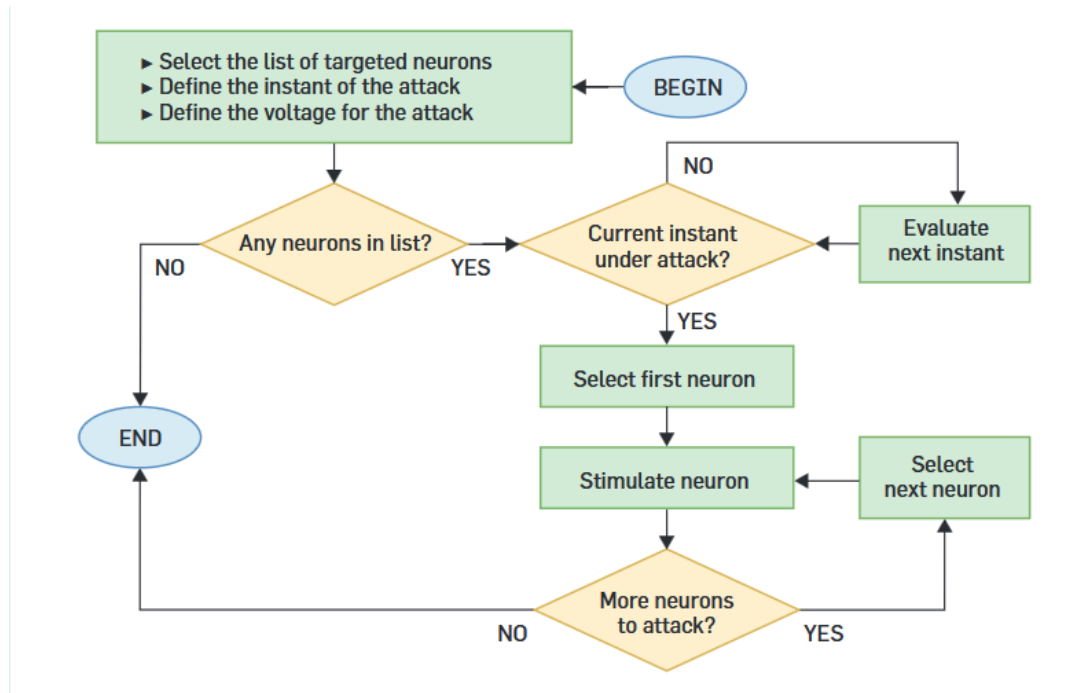 ► Select the list of targeted neurons
► Define the instant of the attack
► Define the voltage for the attack
BEGIN
NO
Any neurons in list?
NO
YES
Current instant
under attack?
Evaluate
next instant
YES
Select first neuron
END
Stimulate neuron
Select
next neuron
More neurons
to attack?
NO
YES